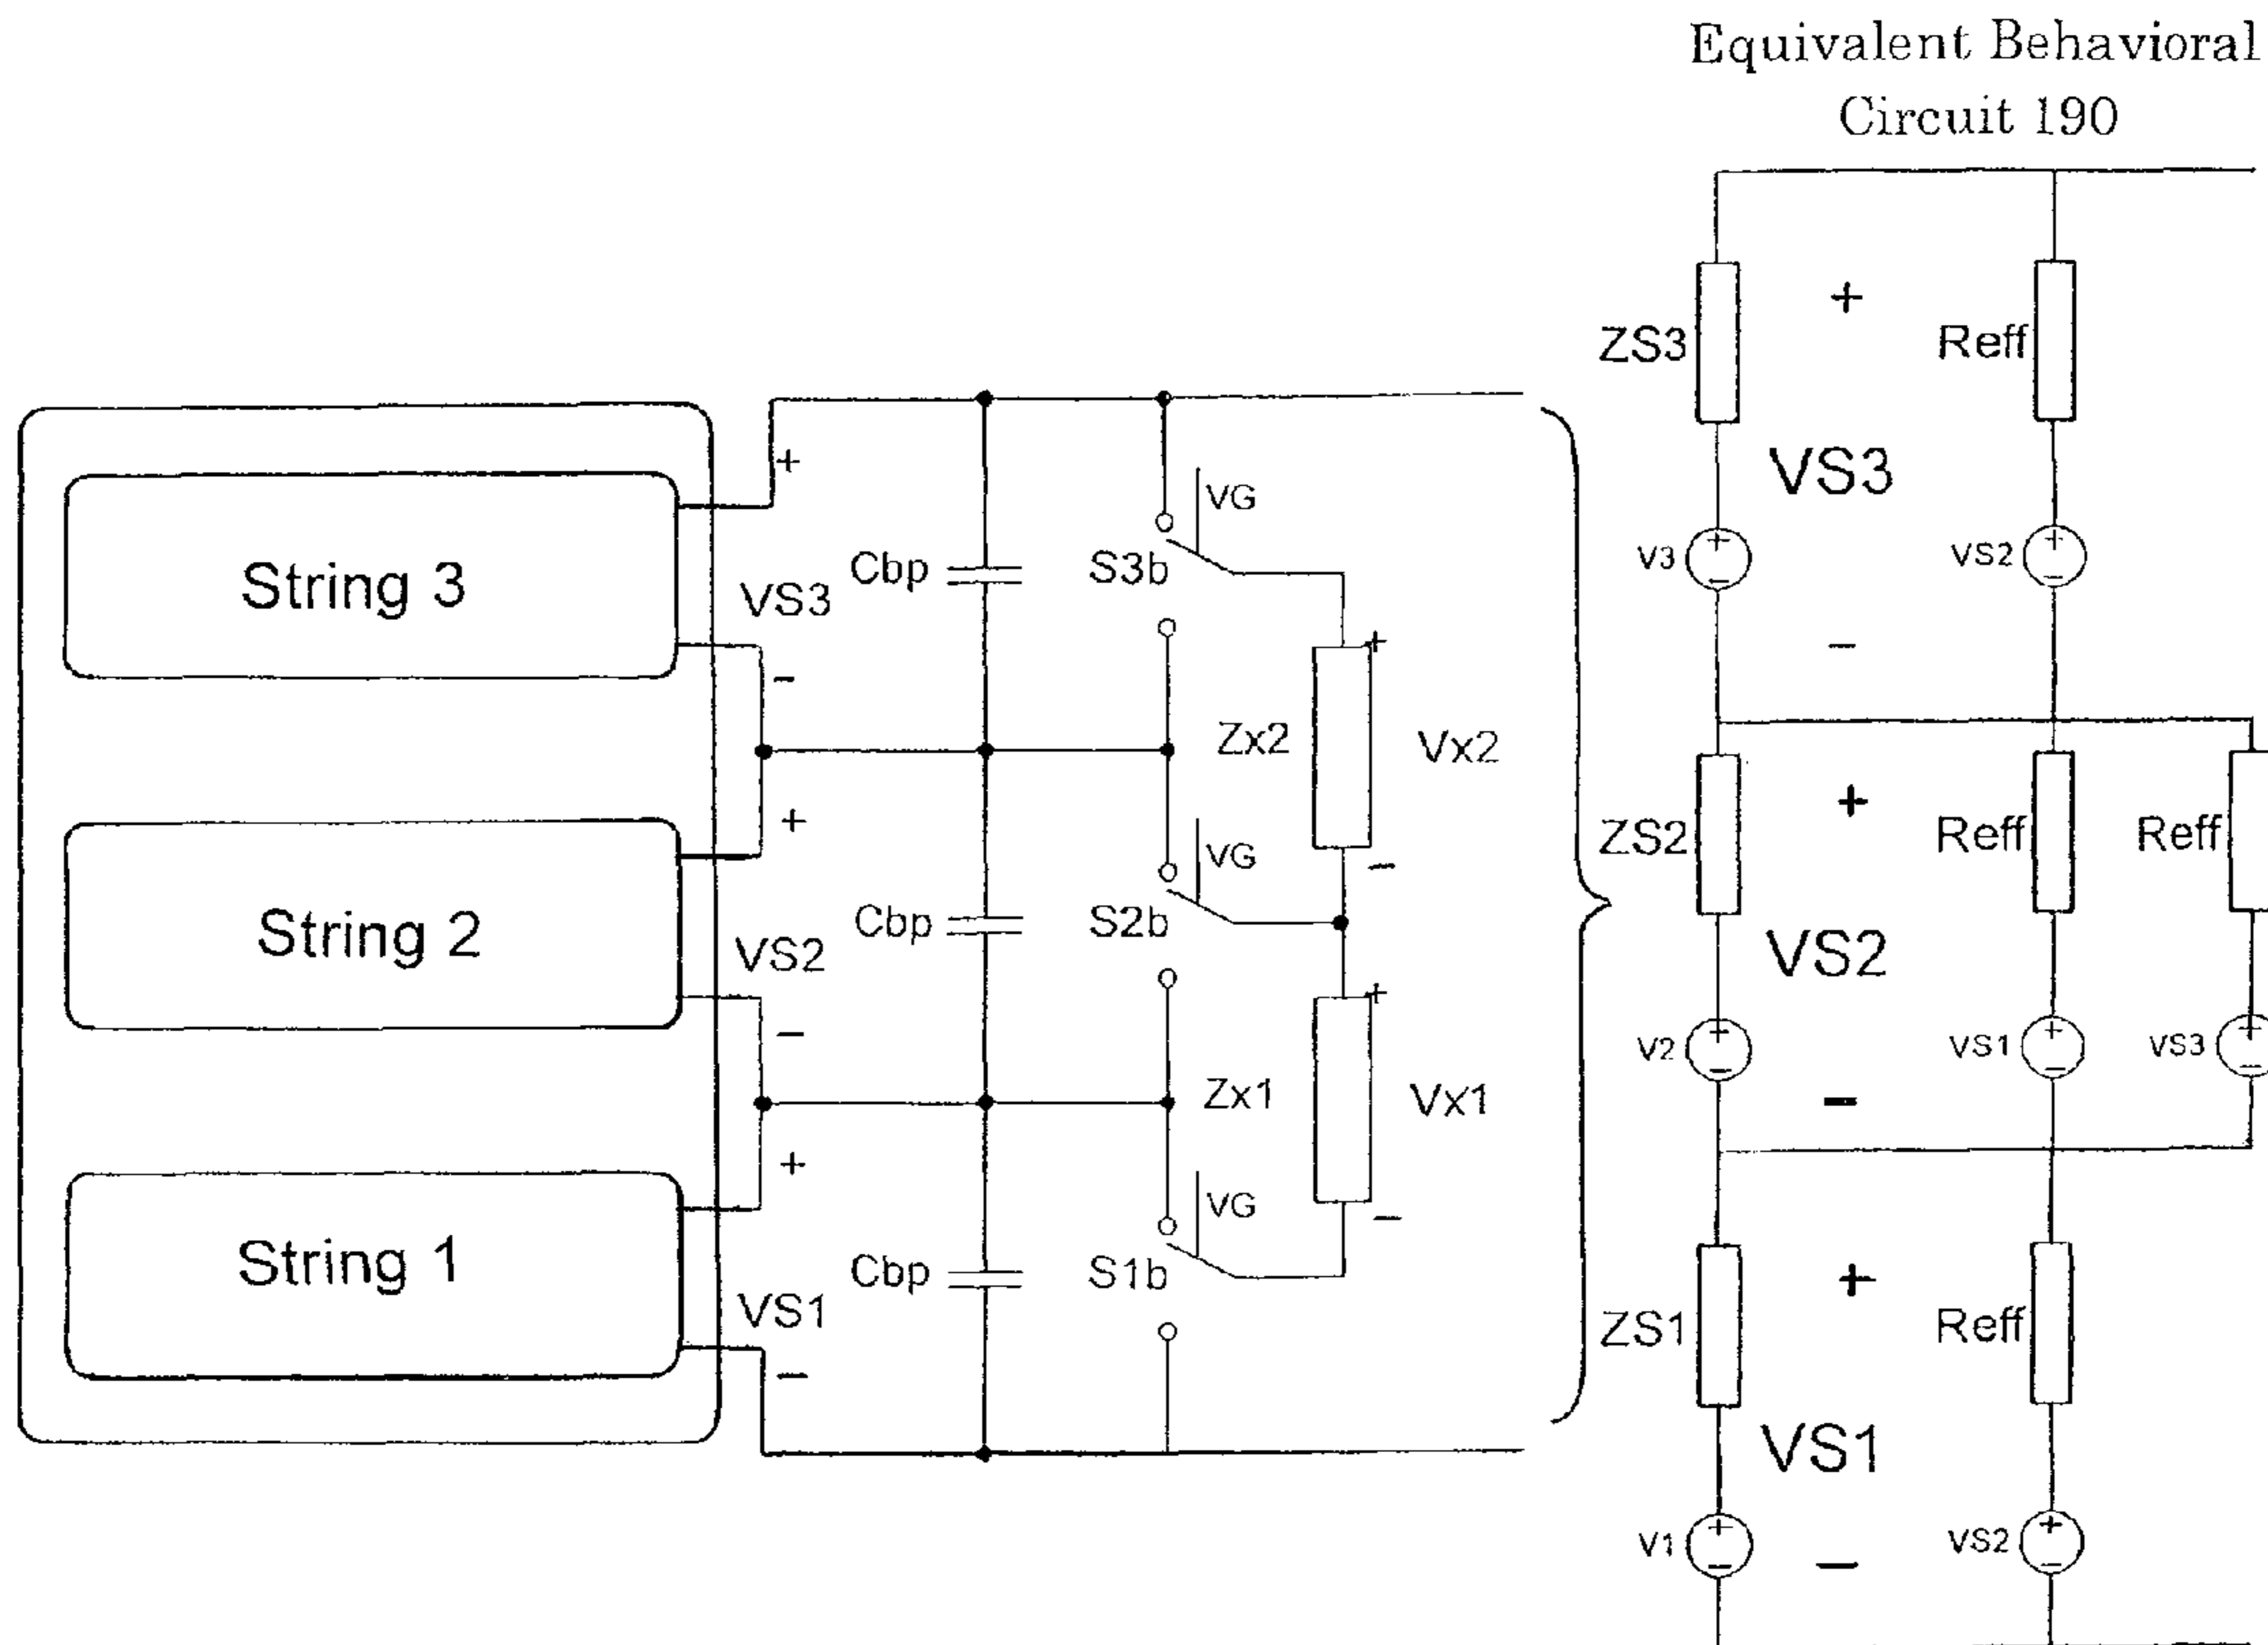 Equivalent Behavioral
Circuit 190
String 3
+
-
VS3
Cbp
S3b
VG
Zx2
+
-
Vx2
String 2
+
-
VS2
Cbp
S2b
VG
Zx1
+
-
Vx1
String 1
+
-
VS1
Cbp
S1b
VG
ZS3
+
VS3
-
Reff
V3
+
-
VS2
+
-
ZS2
+
VS2
-
Reff
Reff
V2
+
-
VS1
+
-
VS3
+
-
ZS1
+
VS1
-
Reff
V1
+
-
VS2
+
-